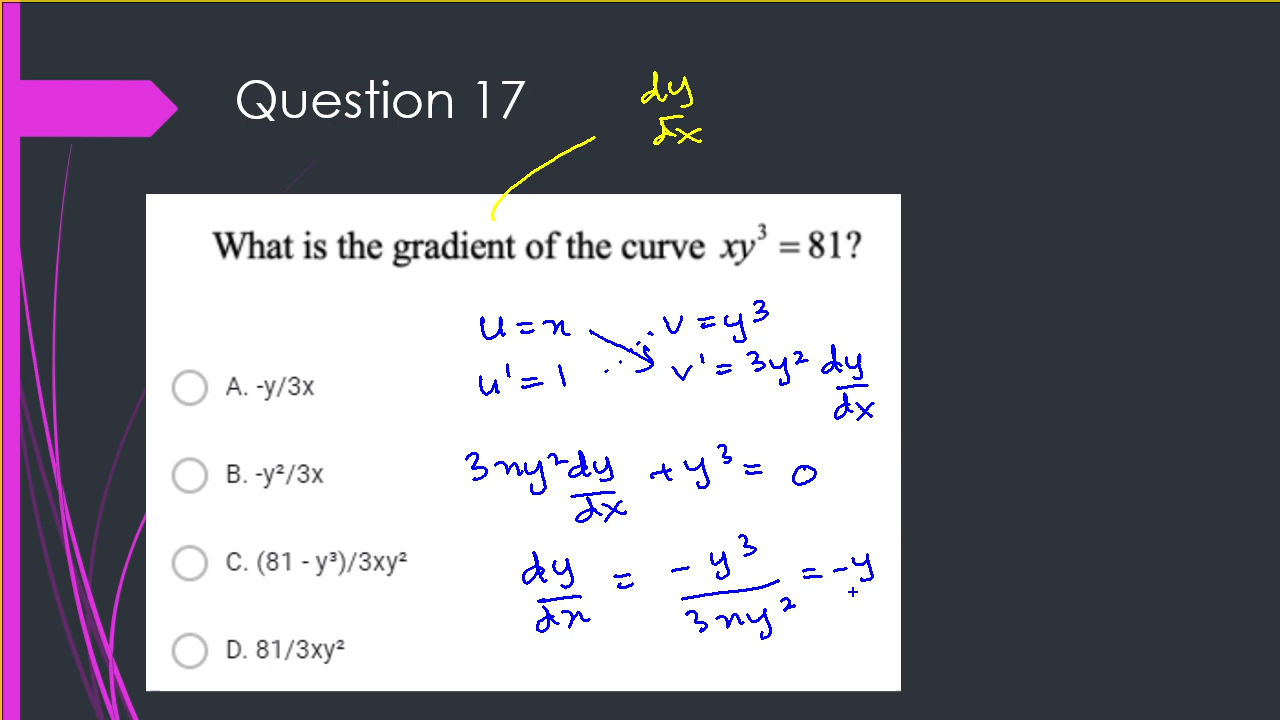 Question 17
dy
dx
What is the gradient of the curve xy³ = 81?
u = x v = y³
u' = 1 v' = 3y² dy
dx
A. -y/3x
B. -y²/3x
3xy² dy + y³ = 0
dx
C. (81 - y³)/3xy²
dy = -y³ = -y
dx 3xy²
D. 81/3xy²